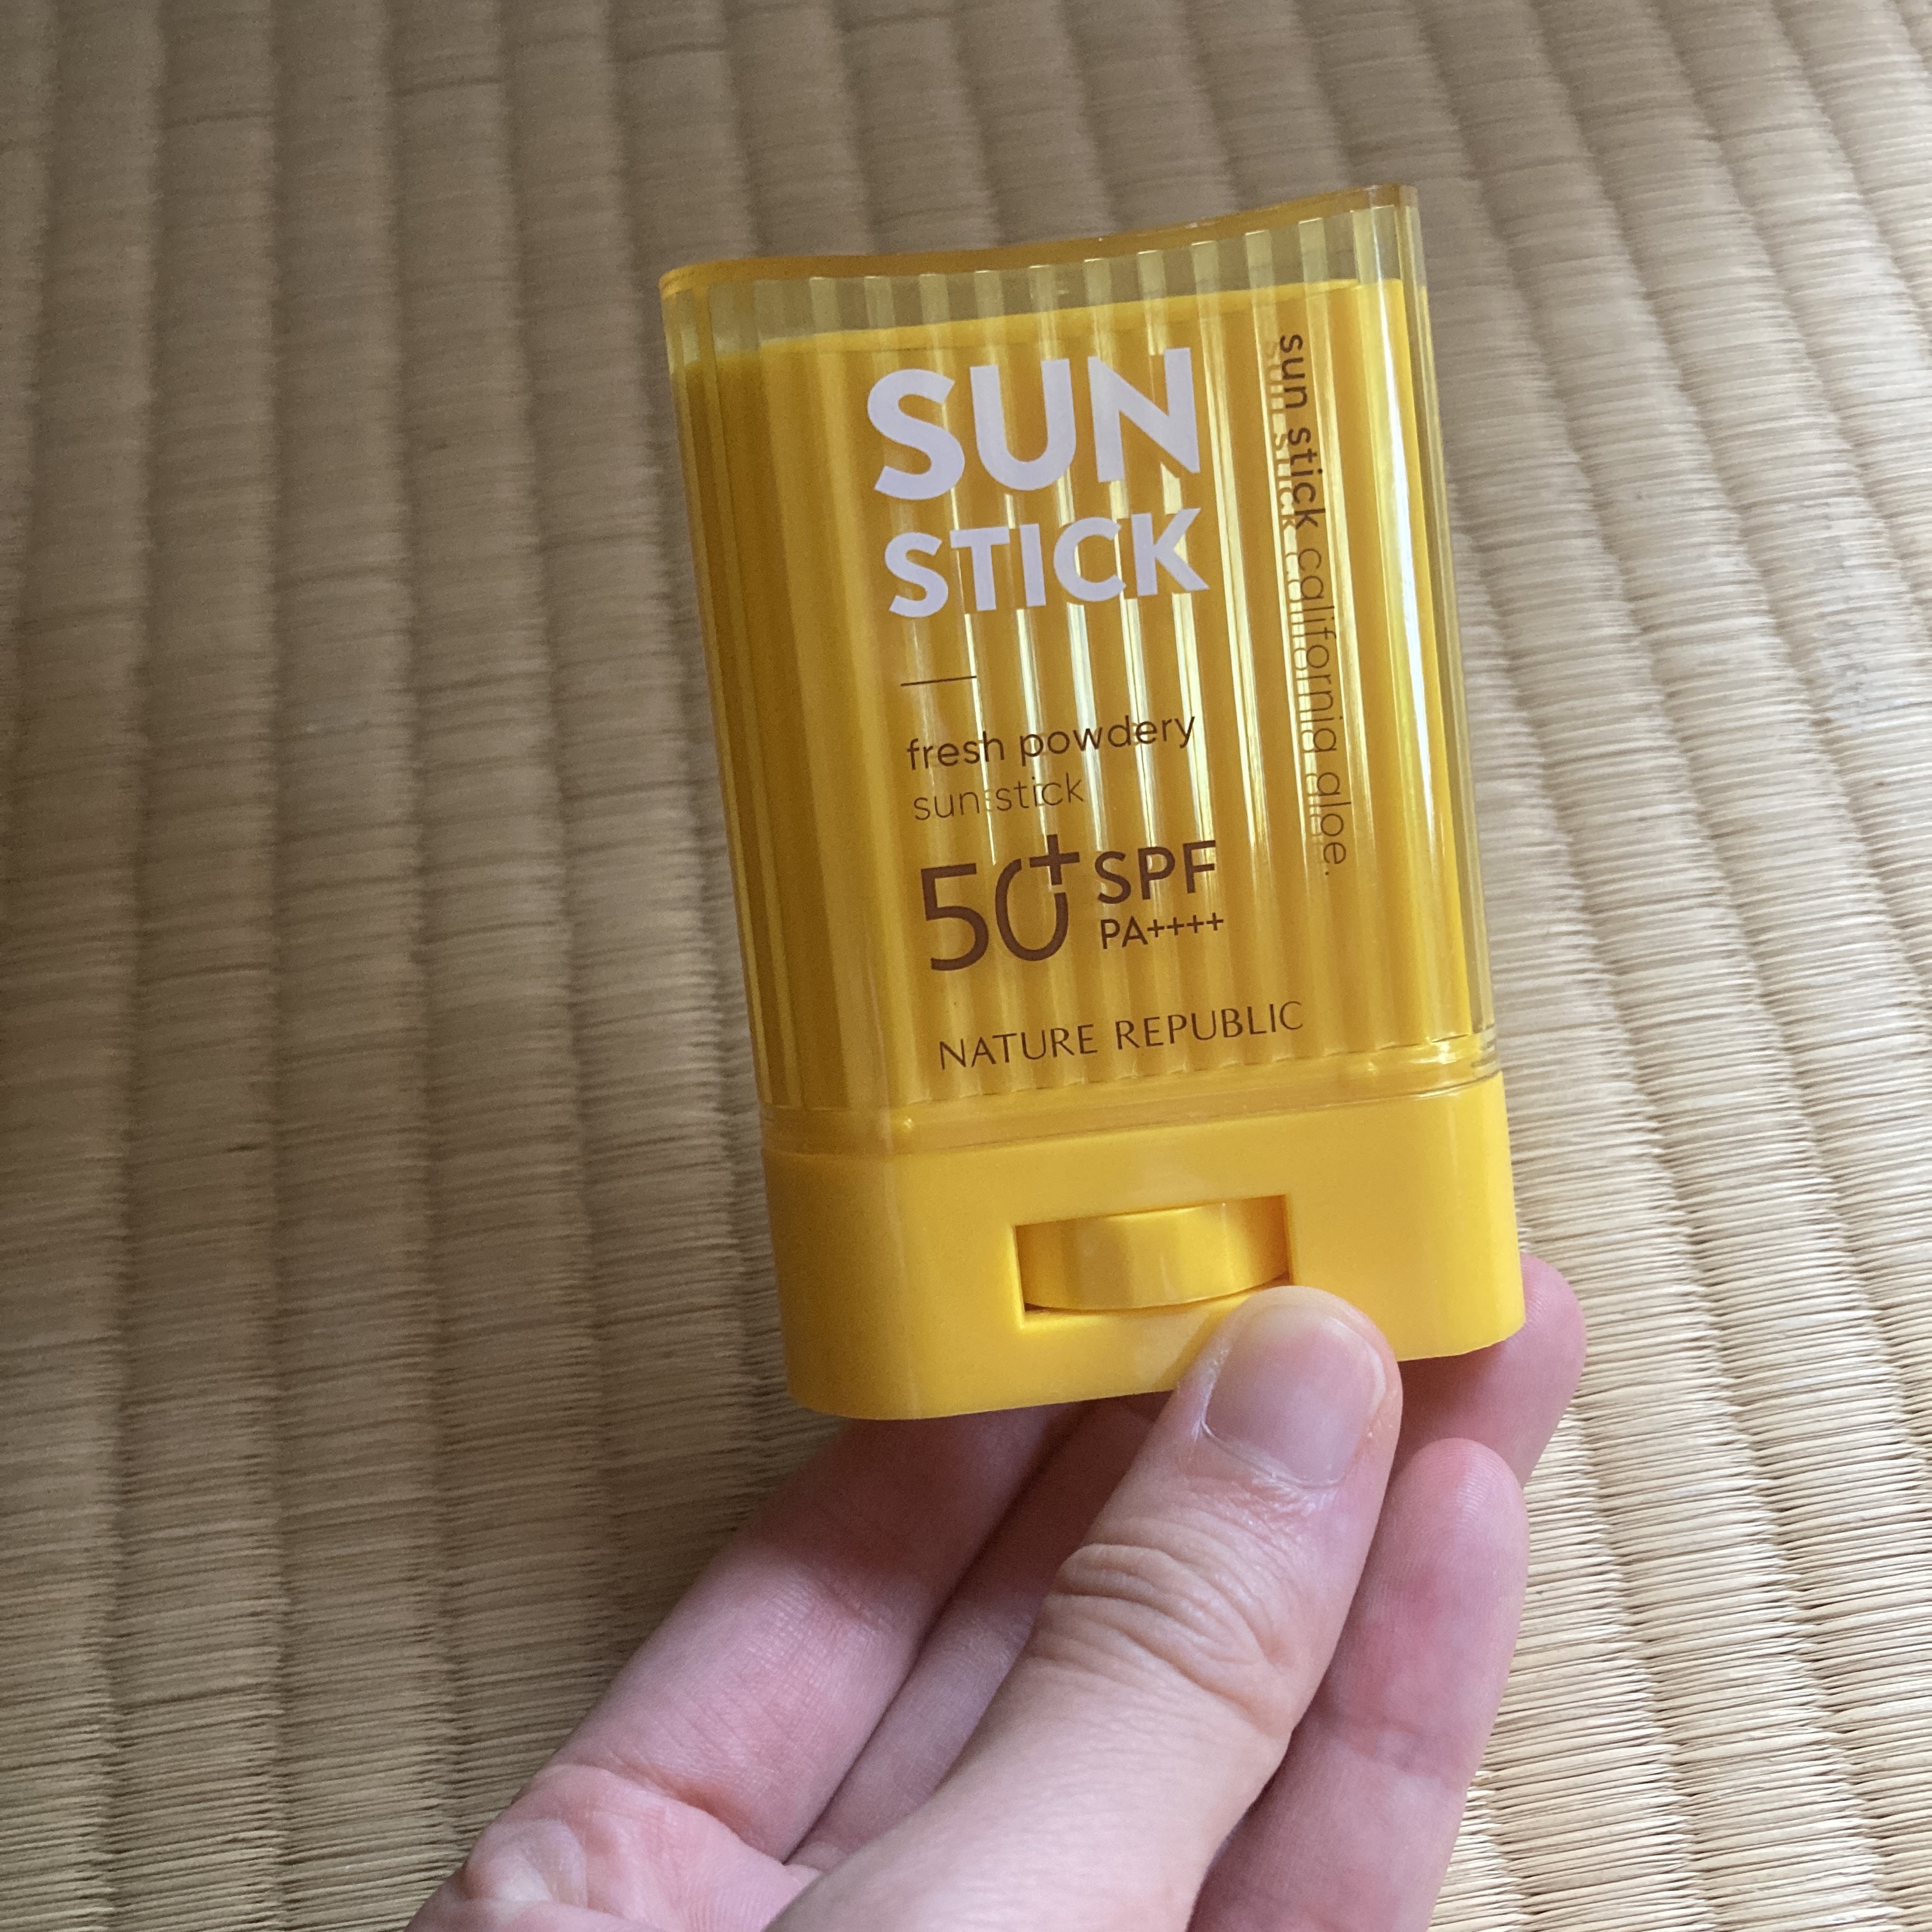 SUN
STICK
fresh powdery
sun stick
50+ SPF
PA++++
NATURE REPUBLIC
sun stick california aloe.